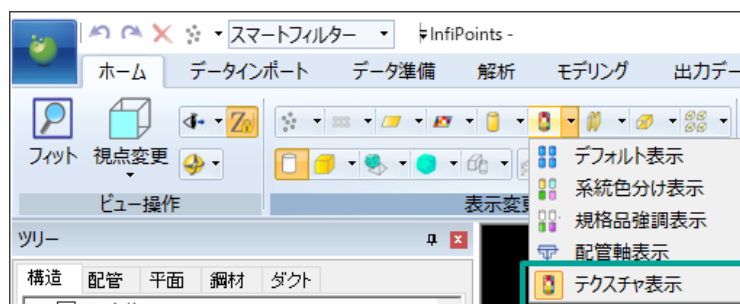 スマートフィルター
InfiPoints -
ホーム
データインポート
データ準備
解析
モデリング
出力デー
フィット
視点変更
ビュー操作
表示変更
デフォルト表示
系統色分け表示
規格品強調表示
配管軸表示
テクスチャ表示
ツリー
構造
配管
平面
鋼材
ダクト